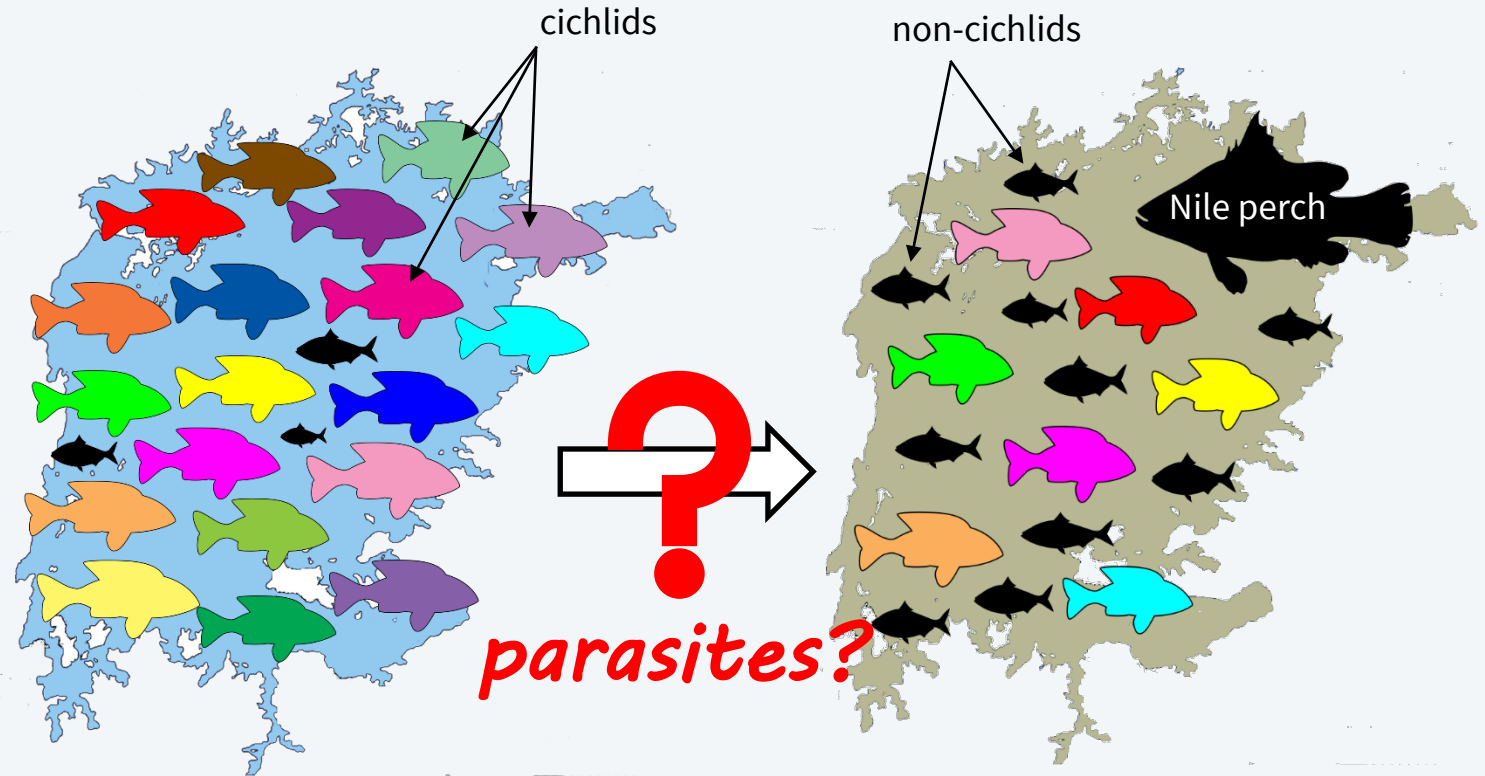 cichlids
non-cichlids
Nile perch
?
parasites?